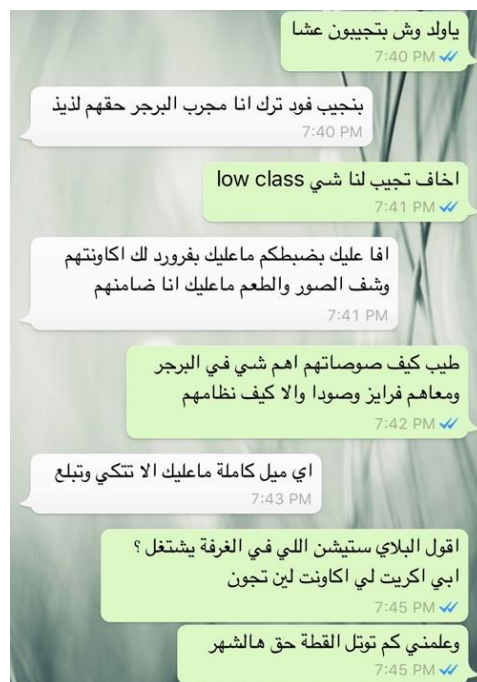 ياولد وش بتجيبون عشا
7:40 PM
بنجيب فود ترك انا مجرب البرجر حقهم لذيذ
7:40 PM
اخاف تجيب لنا شي low class
7:41 PM
افا عليك بضبطكم ماعليك بفرورد لك اكاونتهم
وشف الصور والطعم ماعليك انا ضامنهم
7:41 PM
طيب كيف صوصاتهم اهم شي في البرجر
ومعاهم فرايز وصودا والا كيف نظامهم
7:42 PM
اي ميل كاملة ماعليك الا تتكي وتبلع
7:43 PM
اقول البلاي ستيشن اللي في الغرفة يشتغل ؟
ابي اكريت لي اكاونت لين تجون
7:45 PM
وعلمني كم توتل القطة حق هالشهر
7:45 PM